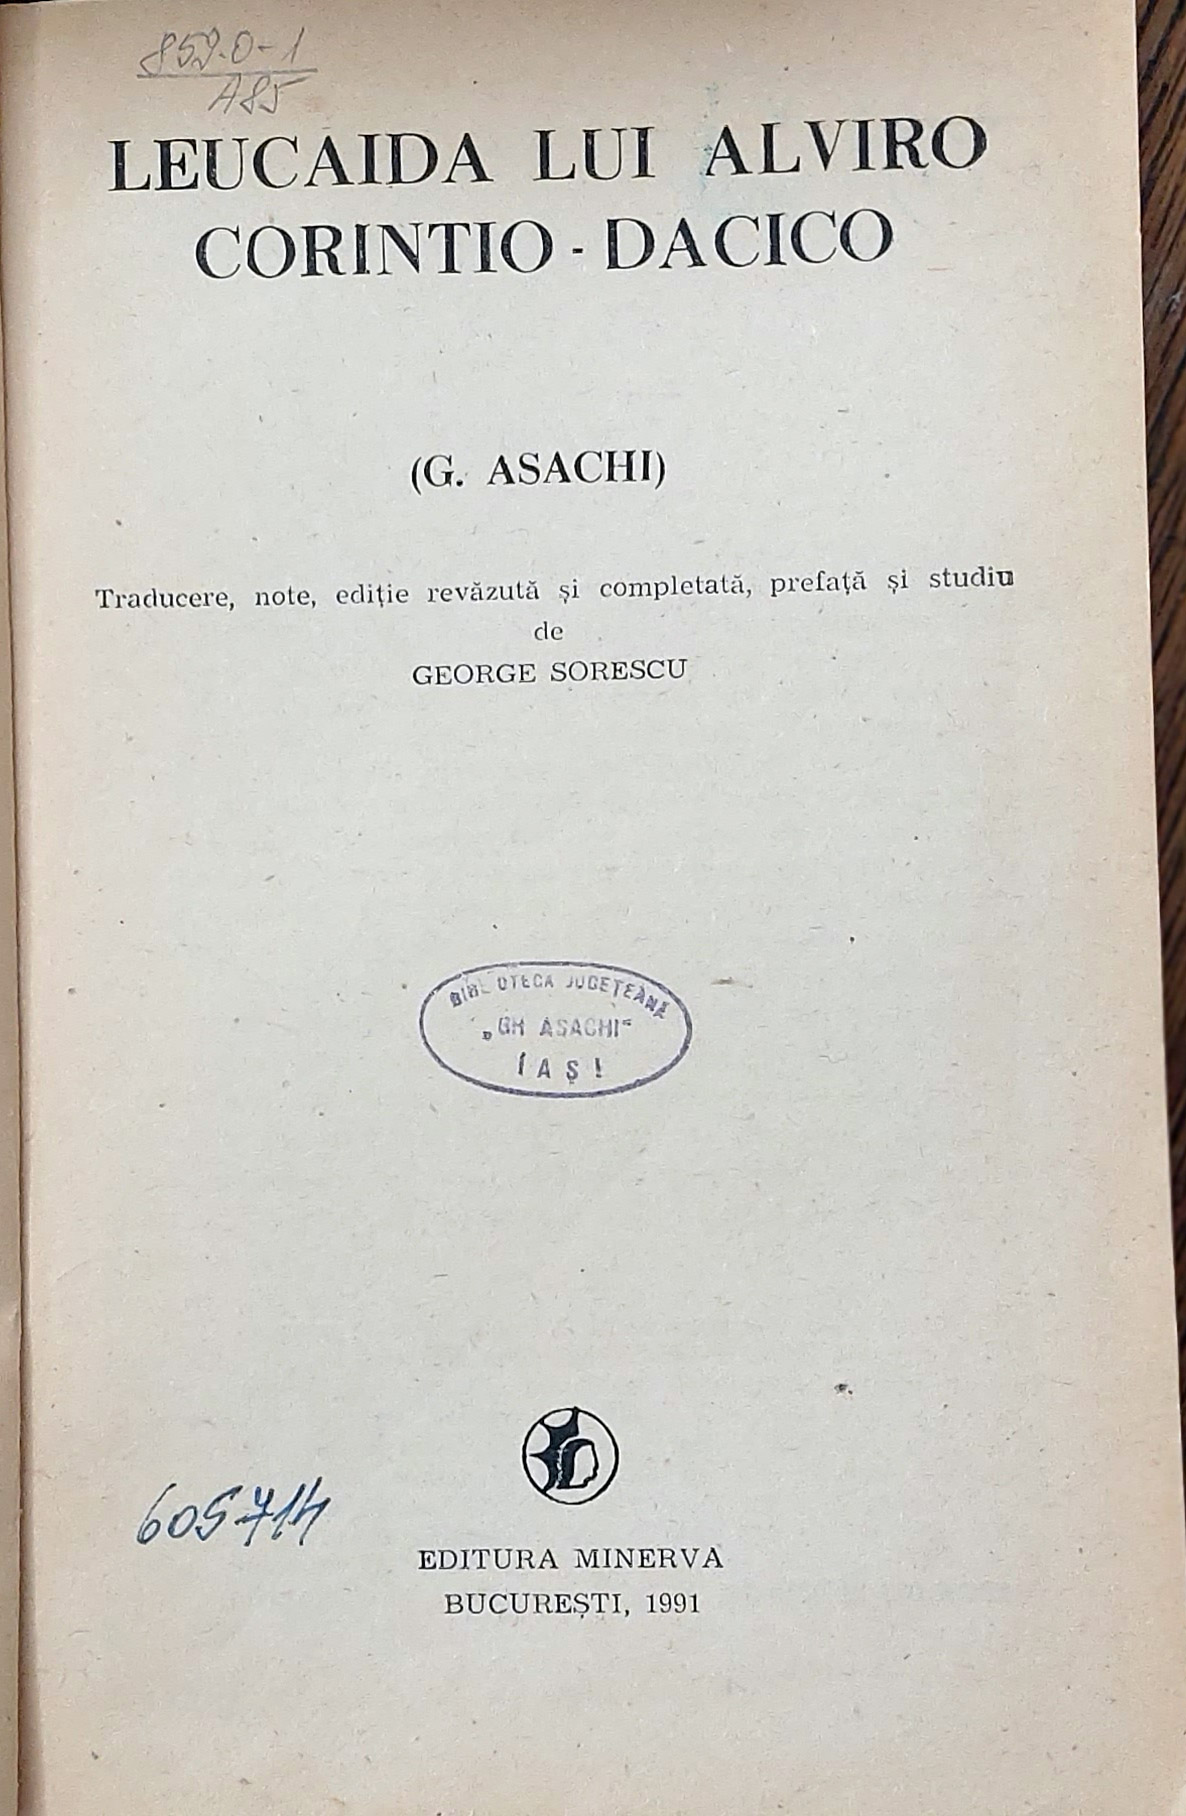 859.0-1
A85
LEUCAIDA LUI ALVIRO
CORINTIO - DACICO
(G. ASACHI)
Traducere, note, ediție revăzută și completată, prefață și studiu
de
GEORGE SORESCU
BIBLIOTECA JUDEȚEANĂ
„GH ASACHI"
IAȘI
605714
EDITURA MINERVA
BUCUREȘTI, 1991